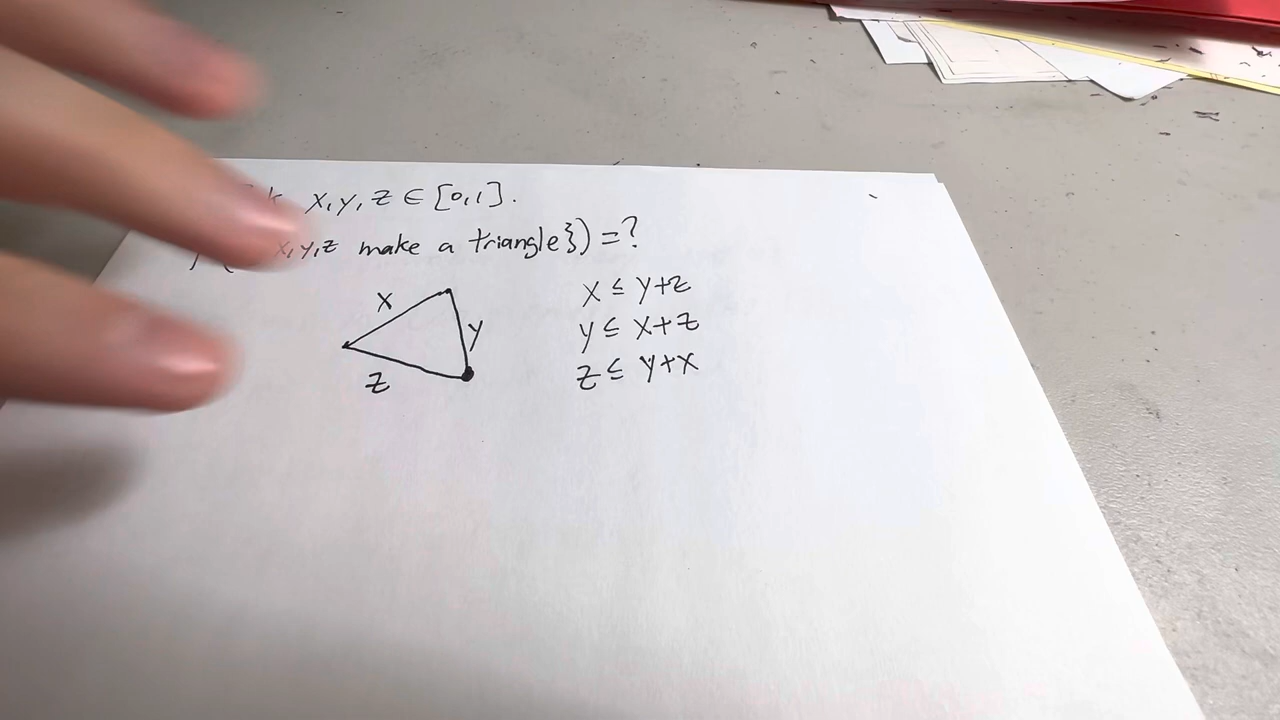 x, y, z ∈ [0,1].
x, y, z make a triangle}) = ?
x
y
z
x ≤ y+z
y ≤ x+z
z ≤ y+x